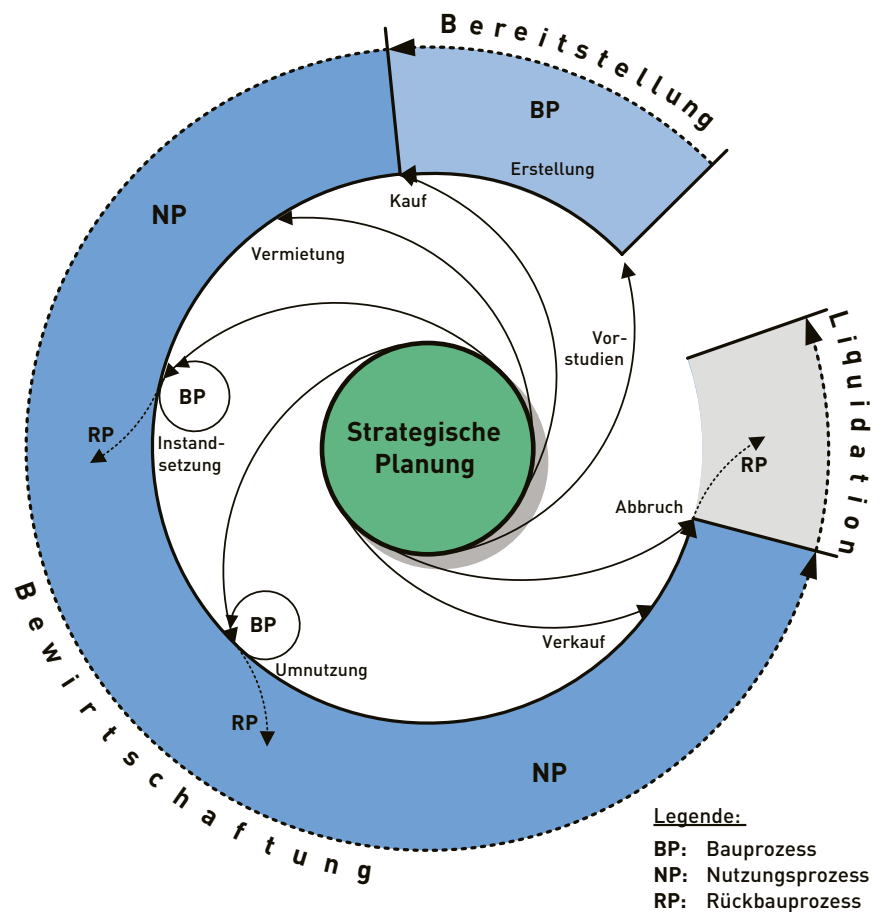 Bereitstellung
BP
Erstellung
Kauf
NP
Vermietung
Vor-
studien
Liquidation
BP
RP
Instand-
setzung
Strategische
Planung
RP
Abbruch
BP
Verkauf
Umnutzung
RP
NP
Bewirtschaftung
Legende:
BP: Bauprozess
NP: Nutzungsprozess
RP: Rückbauprozess